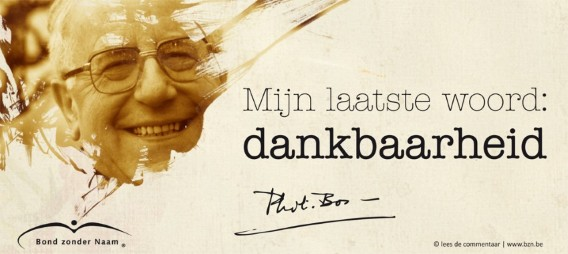 Mijn laatste woord:
dankbaarheid
Phil. Bos
Bond zonder Naam ®
© lees de commentaar | www.bzn.be